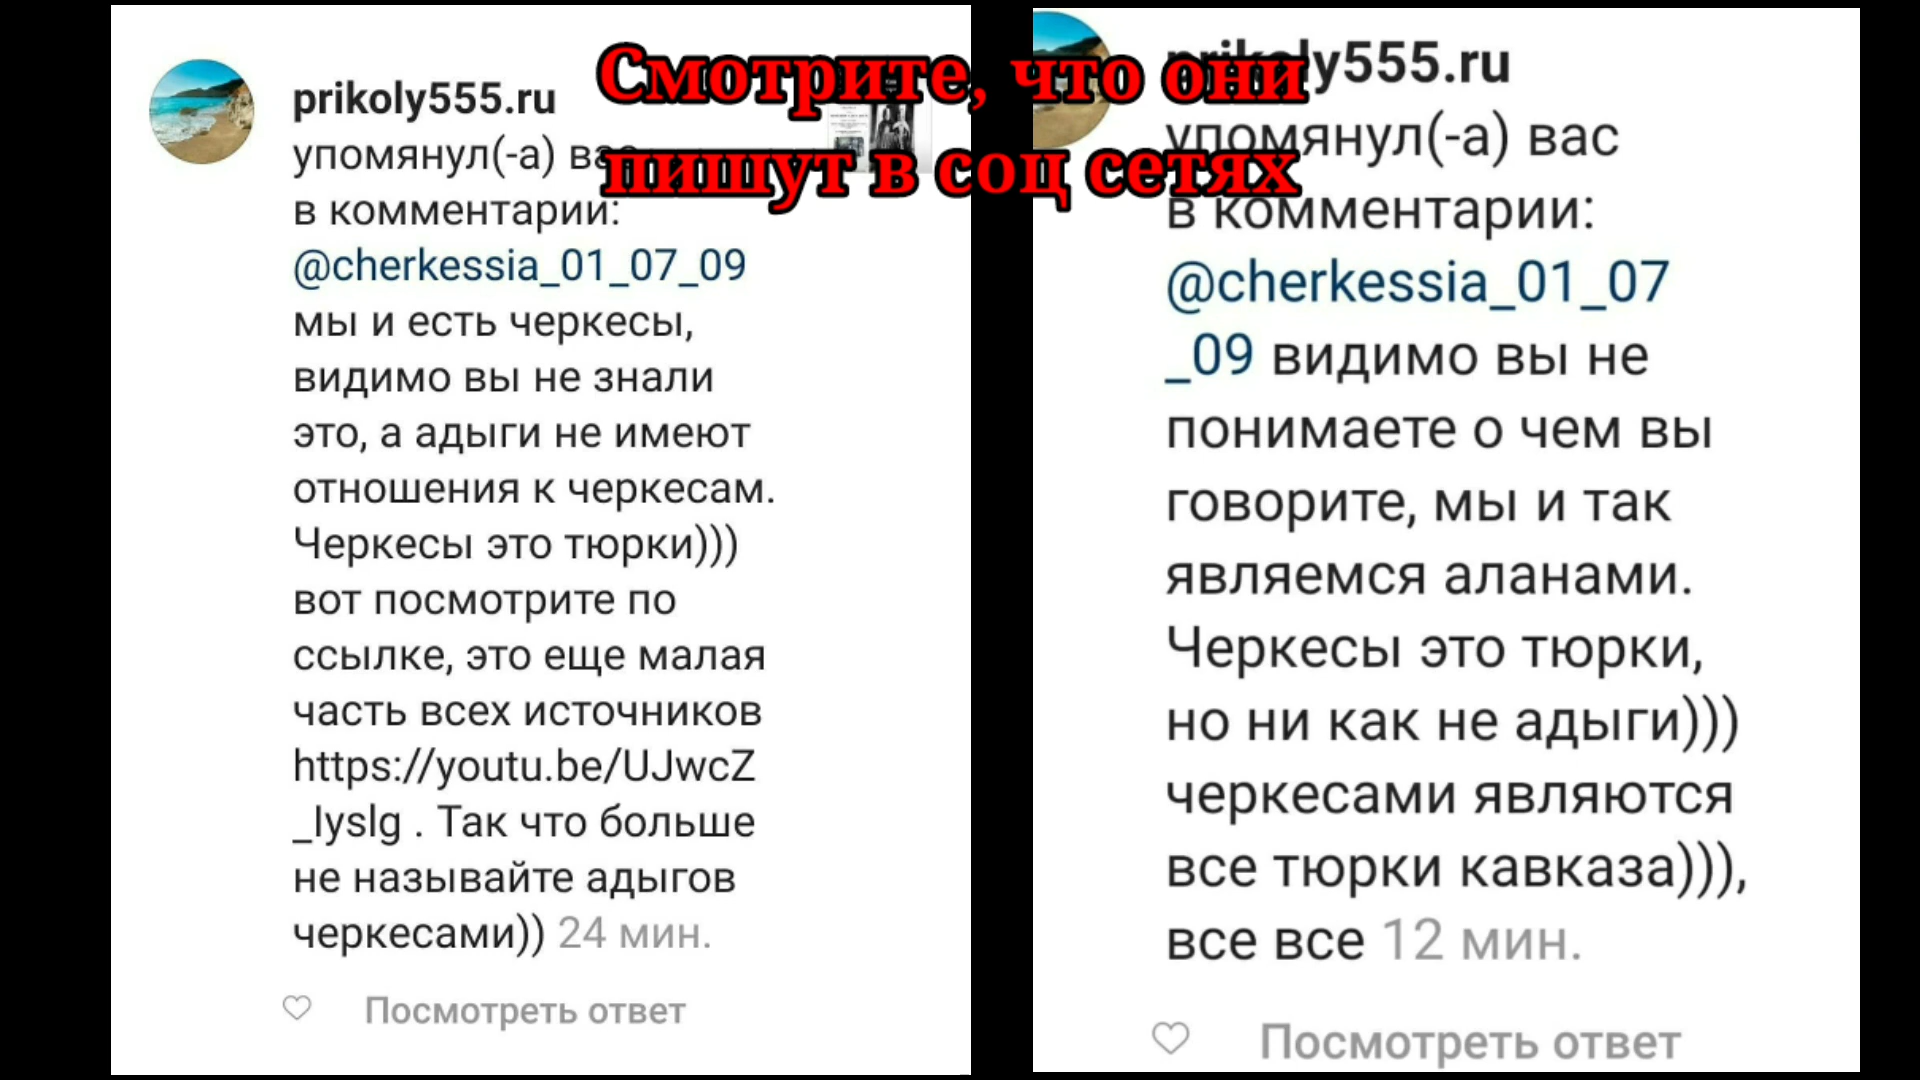 Смотрите, что они
пишут в соц сетях
prikoly555.ru
упомянул(-а) вас
в комментарии:
@cherkessia_01_07_09
мы и есть черкесы,
видимо вы не знали
это, а адыги не имеют
отношения к черкесам.
Черкесы это тюрки)))
вот посмотрите по
ссылке, это еще малая
часть всех источников
https://youtu.be/UJwcZ
_Iyslg . Так что больше
не называйте адыгов
черкесами)) 24 мин.
Посмотреть ответ
prikoly555.ru
упомянул(-а) вас
в комментарии:
@cherkessia_01_07
_09 видимо вы не
понимаете о чем вы
говорите, мы и так
являемся аланами.
Черкесы это тюрки,
но ни как не адыги)))
черкесами являются
все тюрки кавказа))),
все все 12 мин.
Посмотреть ответ